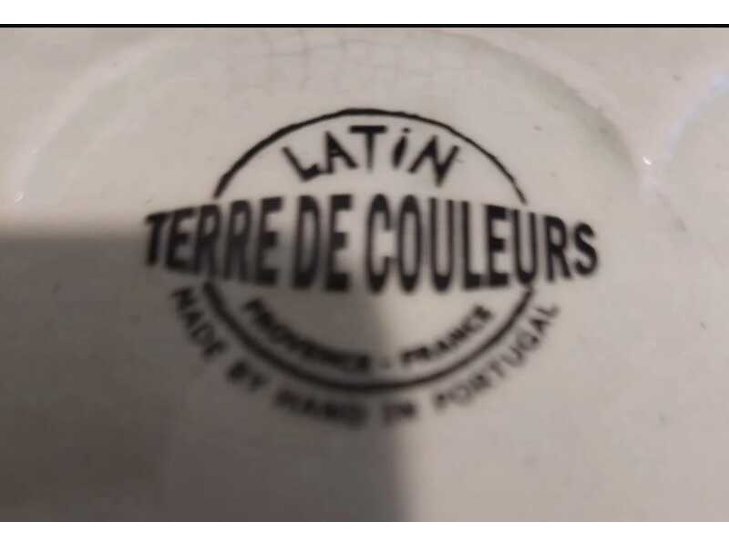 LATiN
TERRE DE COULEURS
PROVENCE - FRANCE
MADE BY HAND IN PORTUGAL